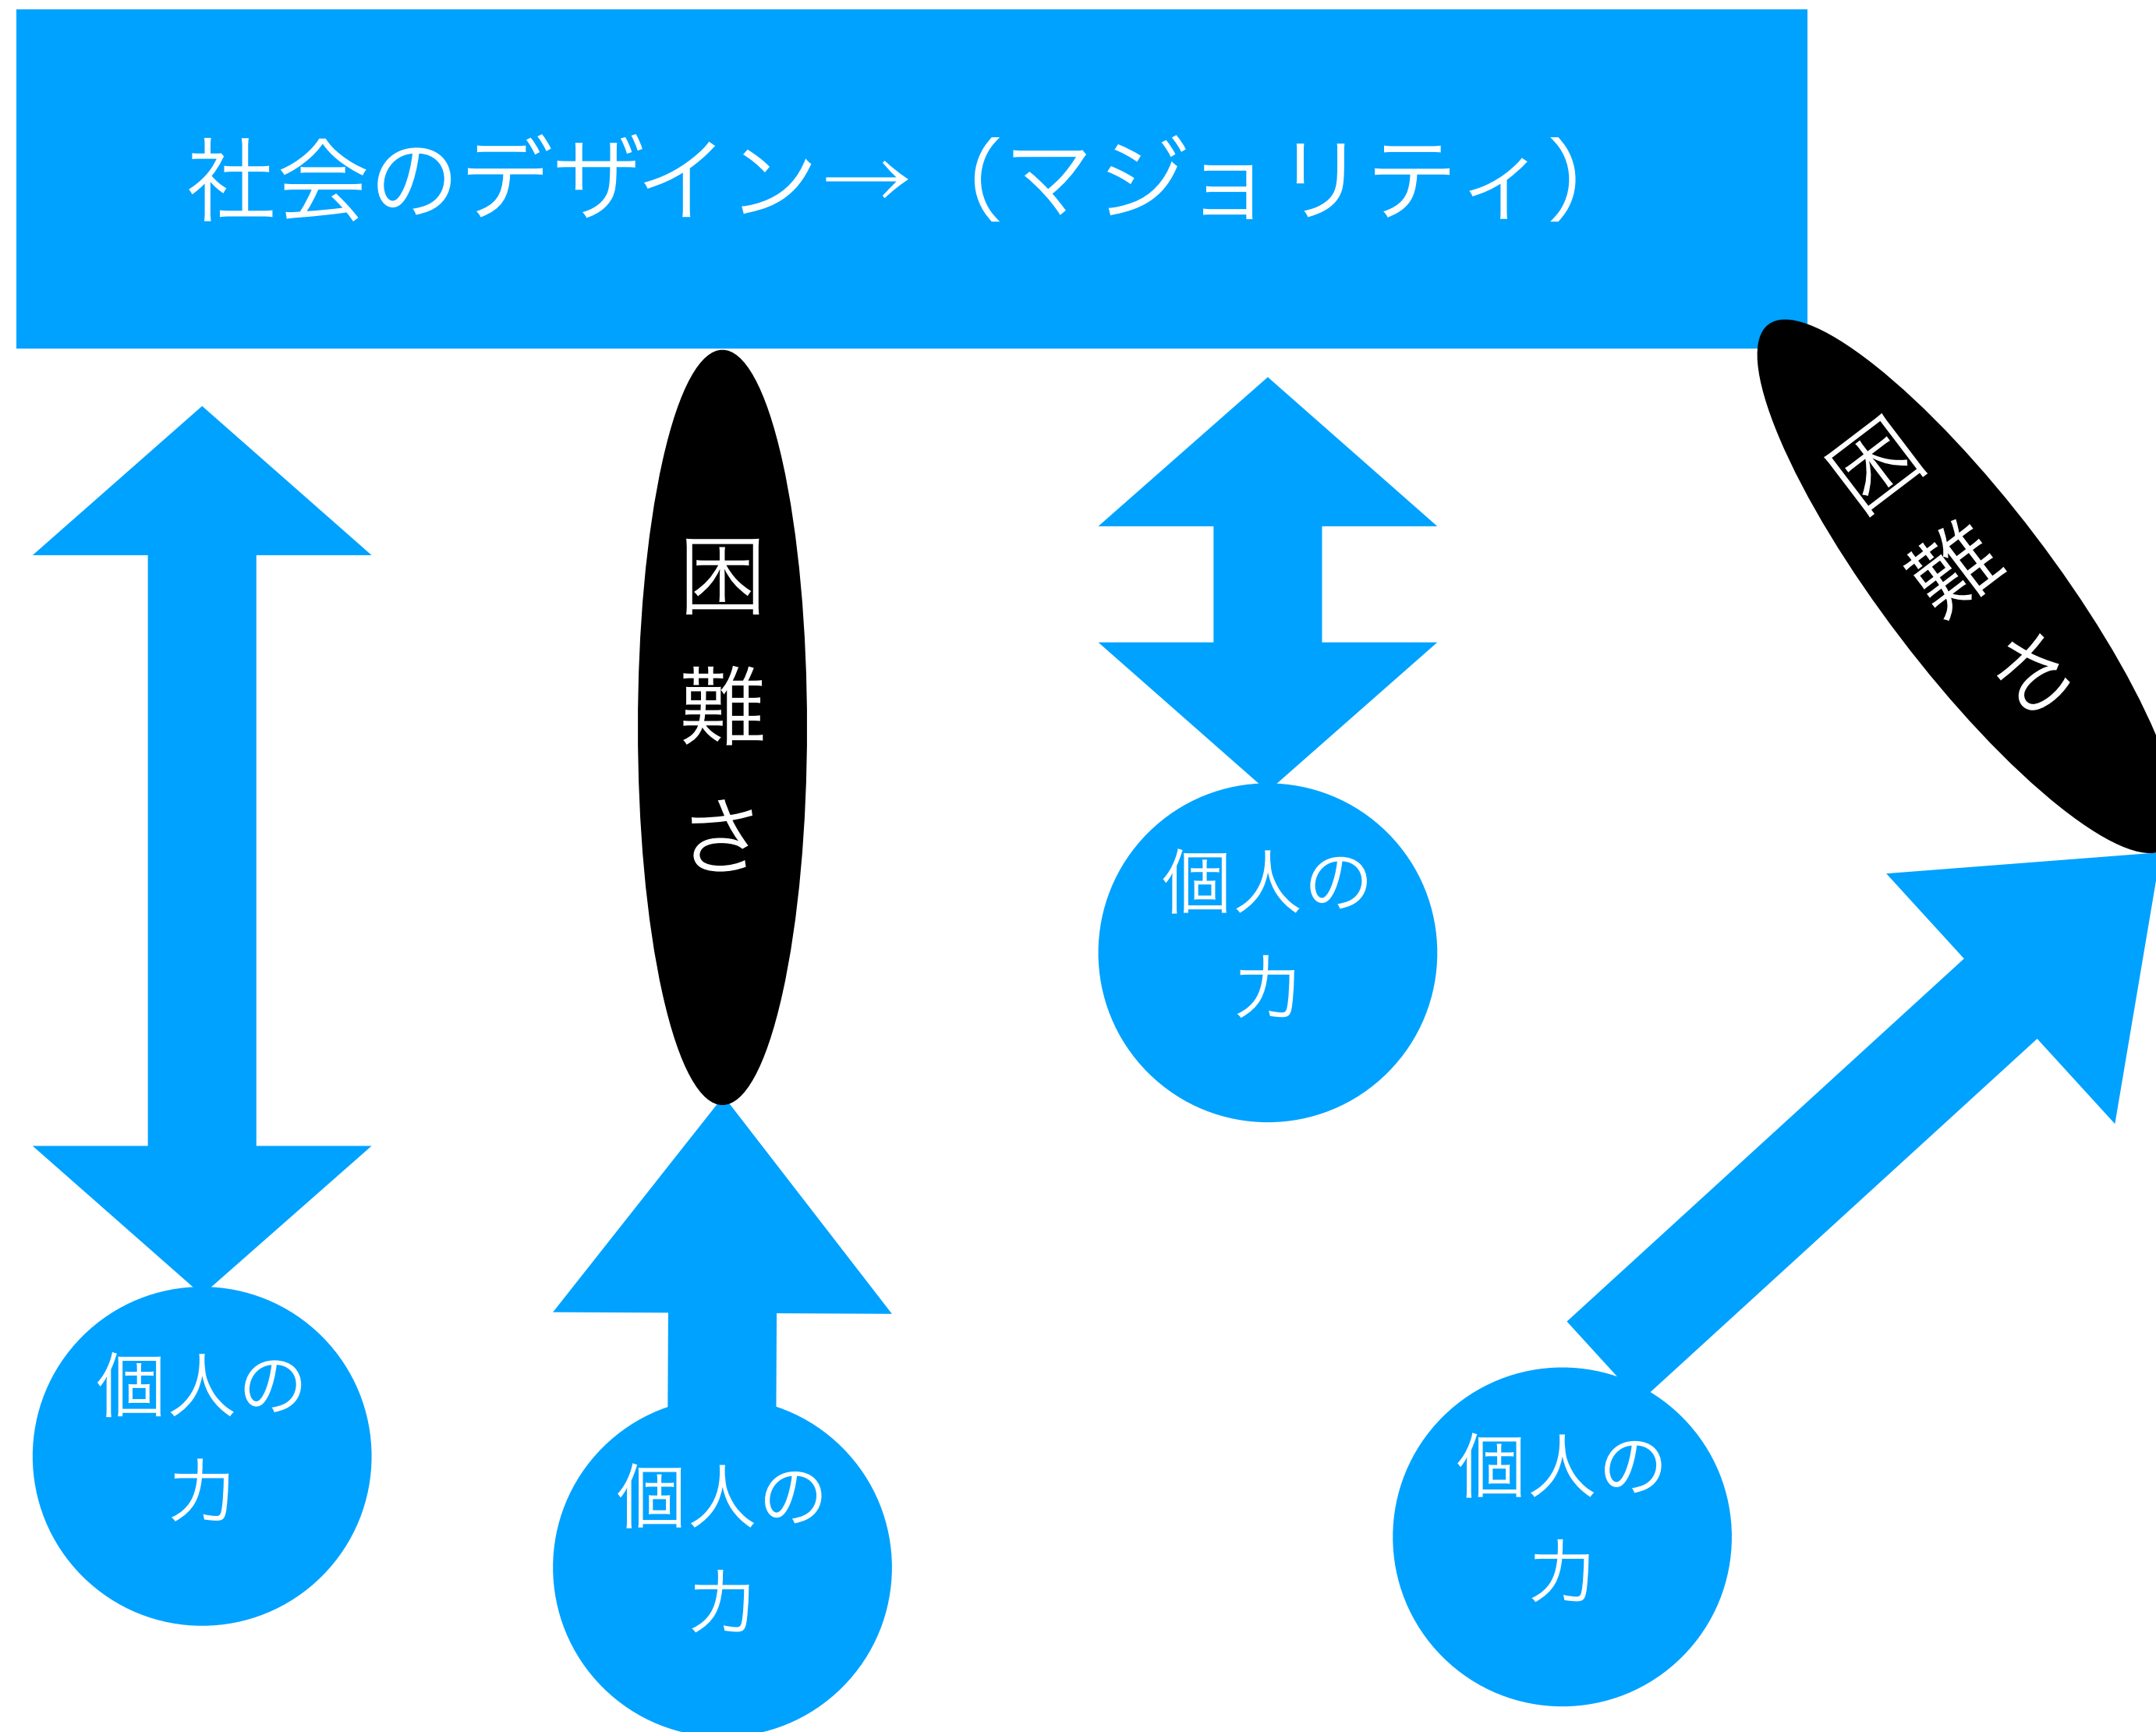 社会のデザイン→（マジョリティ）
困難さ
困難さ
個人の
力
個人の
力
個人の
力
個人の
力